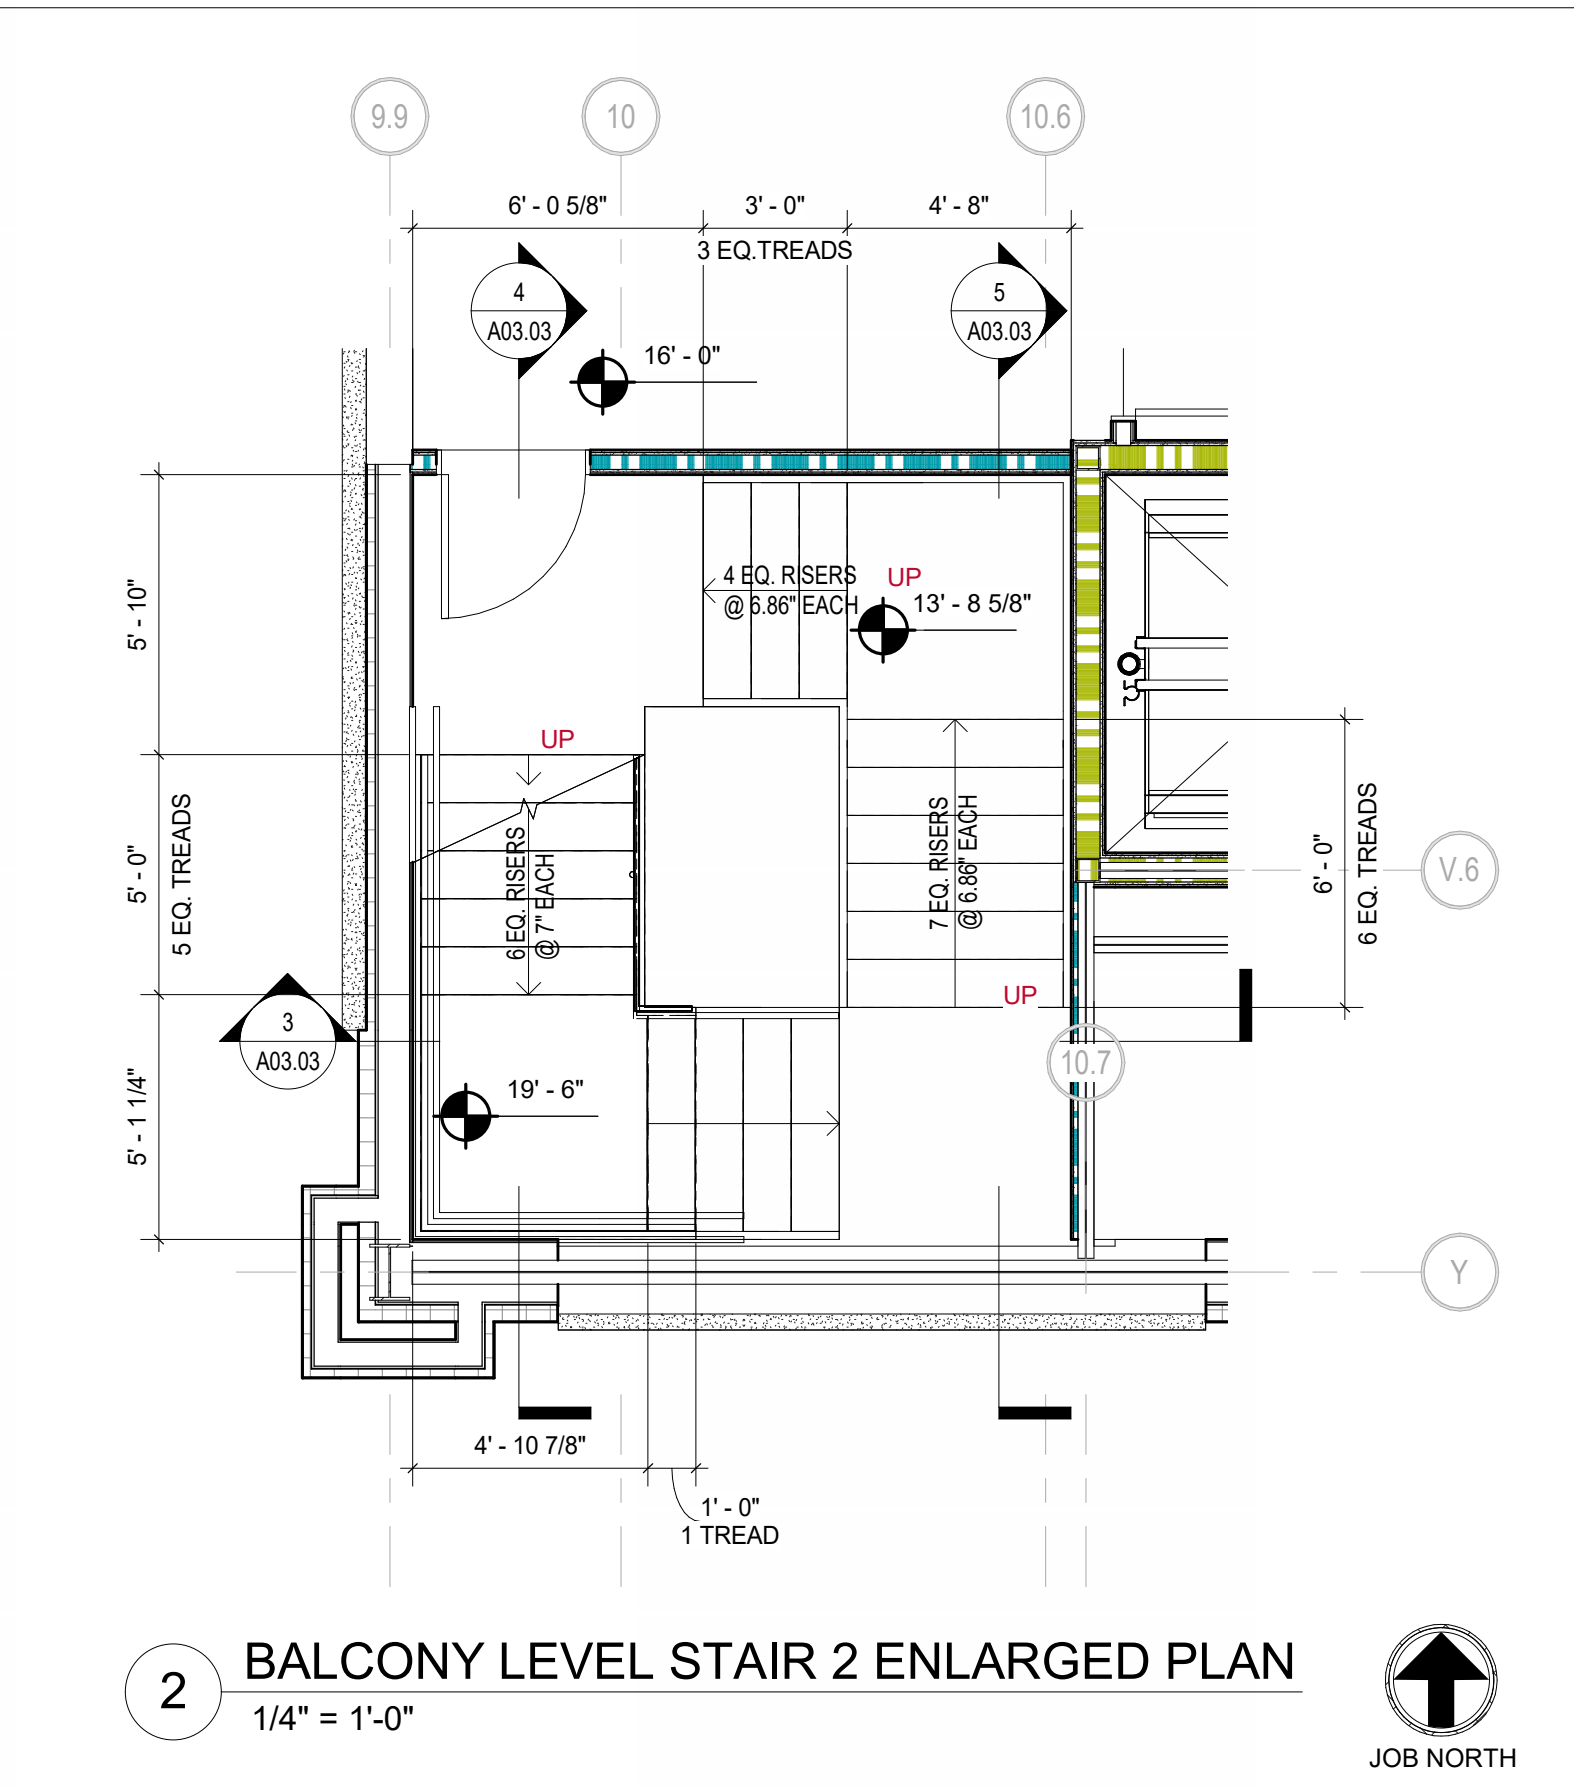 9.9
10
10.6
6' - 0 5/8"
3' - 0"
4' - 8"
3 EQ.TREADS
4
A03.03
5
A03.03
16' - 0"
4 EQ. RISERS
@ 6.86" EACH
UP
13' - 8 5/8"
5' - 10"
UP
5' - 0"
5 EQ. TREADS
6 EQ. RISERS
@ 7" EACH
7 EQ. RISERS
@ 6.86" EACH
6' - 0"
6 EQ. TREADS
V.6
UP
3
A03.03
10.7
5' - 1 1/4"
19' - 6"
Y
4' - 10 7/8"
1' - 0"
1 TREAD
2
BALCONY LEVEL STAIR 2 ENLARGED PLAN
1/4" = 1'-0"
JOB NORTH